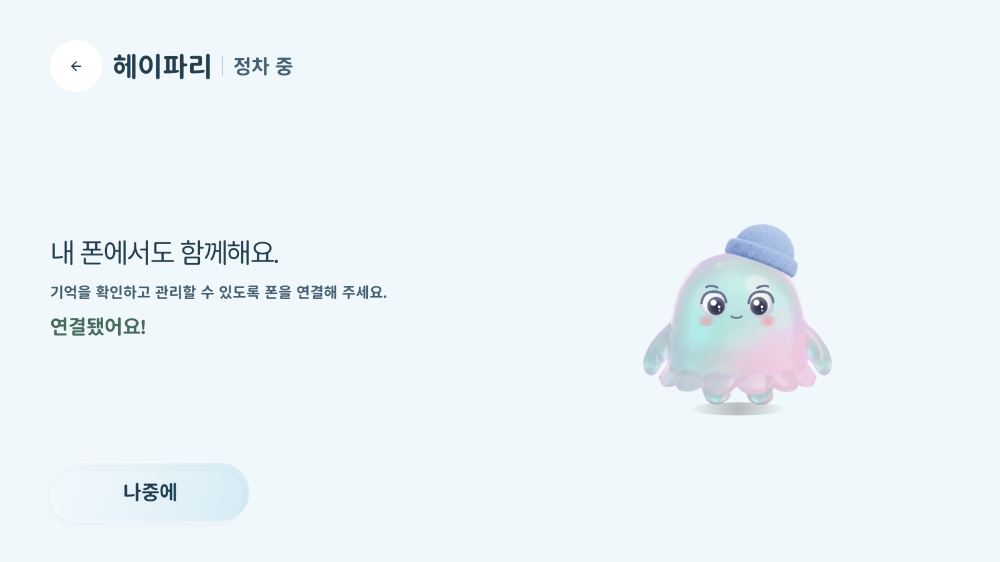 헤이파리
정차 중
내 폰에서도 함께해요.
기억을 확인하고 관리할 수 있도록 폰을 연결해 주세요.
연결됐어요!
나중에